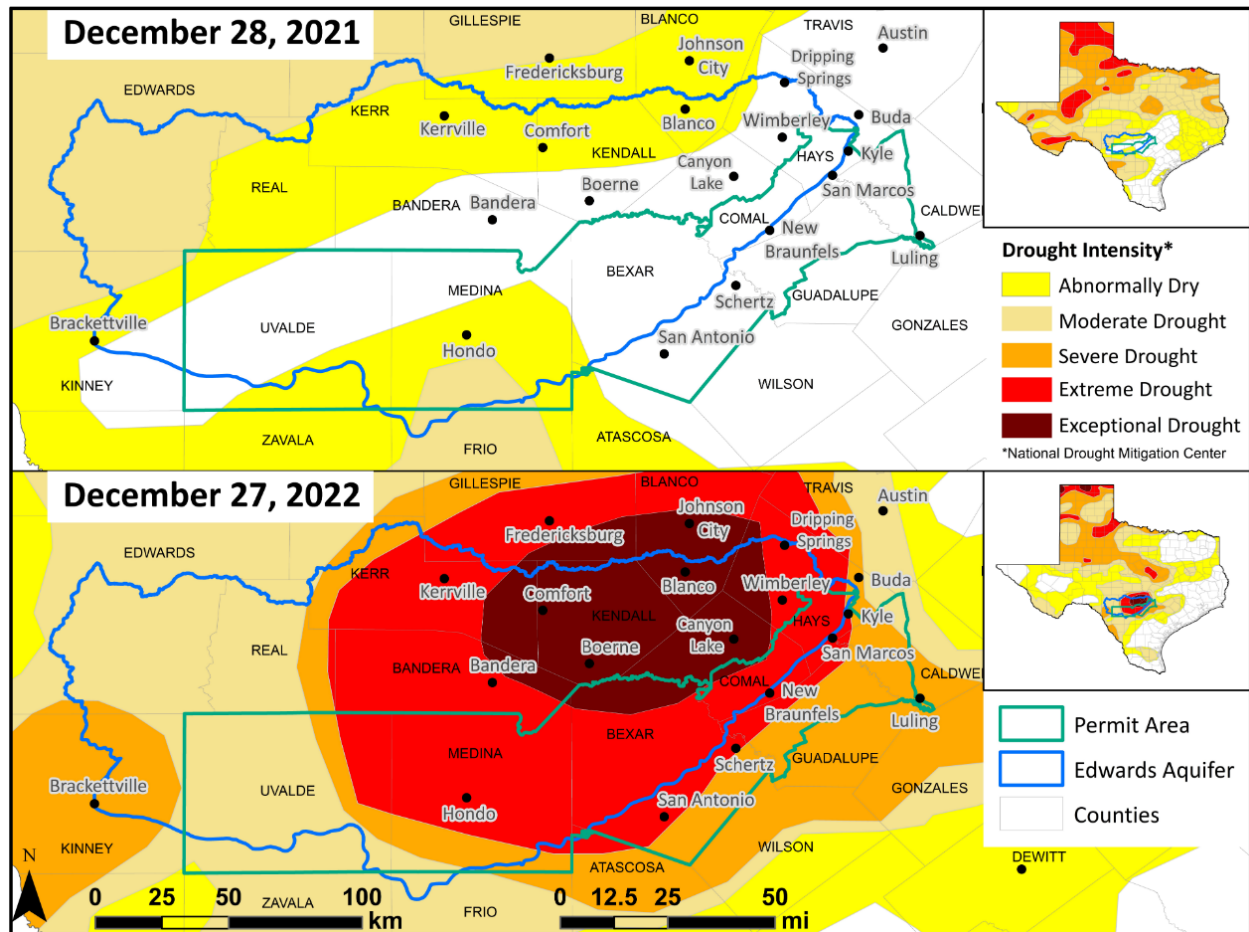 December 28, 2021
GILLESPIE
BLANCO
TRAVIS
Austin
Johnson
City
Fredericksburg
Dripping
Springs
EDWARDS
KERR
Kerrville
Comfort
Blanco
Wimberley
Buda
KENDALL
HAYS
Kyle
REAL
Canyon
Lake
San Marcos
BANDERA
Bandera
Boerne
COMAL
CALDWEL
New
Braunfels
Luling
BEXAR
MEDINA
Schertz
GUADALUPE
UVALDE
Brackettville
Hondo
San Antonio
GONZALES
KINNEY
WILSON
ZAVALA
FRIO
ATASCOSA
Drought Intensity*
Abnormally Dry
Moderate Drought
Severe Drought
Extreme Drought
Exceptional Drought
*National Drought Mitigation Center
December 27, 2022
GILLESPIE
BLANCO
TRAVIS
Austin
Johnson
City
Fredericksburg
Dripping
Springs
EDWARDS
KERR
Kerrville
Comfort
Blanco
Wimberley
Buda
KENDALL
HAYS
Kyle
REAL
Canyon
Lake
San Marcos
BANDERA
Bandera
Boerne
COMAL
CALDWEL
New
Braunfels
Luling
BEXAR
MEDINA
Schertz
GUADALUPE
UVALDE
Brackettville
Hondo
San Antonio
GONZALES
KINNEY
WILSON
DEWITT
ATASCOSA
ZAVALA
FRIO
N
0 25 50 100
km
0 12.5 25 50
mi
Permit Area
Edwards Aquifer
Counties